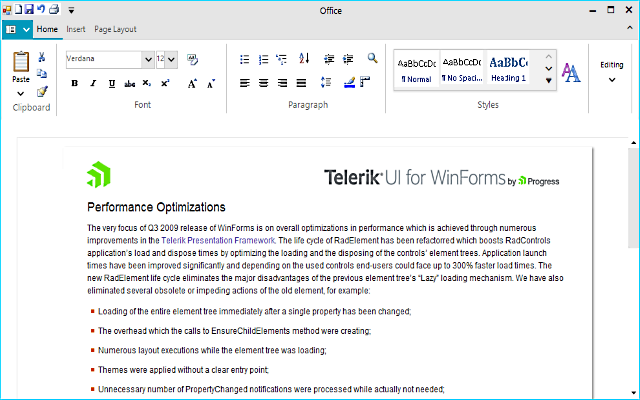 Office
Home Insert Page Layout
Verdana 12
Paste
B I U abc X₂ X² A A
AaBbCcDc AaBbCcDc AaBbCc
¶ Normal ¶ No Spaci... Heading 1
AA
Editing
Clipboard Font Paragraph Styles
Telerik UI for WinForms by Progress
Performance Optimizations
The very focus of Q3 2009 release of WinForms is on overall optimizations in performance which is achieved through numerous
improvements in the Telerik Presentation Framework. The life cycle of RadElement has been refactorred which boosts RadControls
application's load and dispose times by optimizing the loading and the disposing of the controls' element trees. Application launch
times have been improved significantly and depending on the used controls end-users could face up to 300% faster load times. The
new RadElement life cycle eliminates the major disadvantages of the previous element tree's "Lazy" loading mechanism. We have also
eliminated several obsolete or impeding actions of the old element, for example:
Loading of the entire element tree immediately after a single property has been changed;
The overhead which the calls to EnsureChildElements method were creating;
Numerous layout executions while the element tree was loading;
Themes were applied without a clear entry point;
Unnecessary number of PropertyChanged notifications were processed while actually not needed;